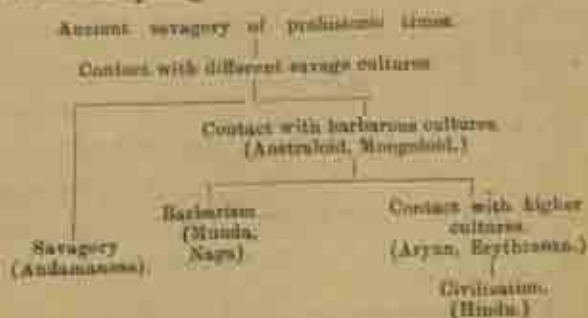 Ancient savagery of prehistoric times.
Contact with different savage cultures
Contact with barbarous cultures.
(Australoid, Mongoloid.)
Barbarism
(Munda,
Naga)
Contact with higher
cultures.
(Aryan, Erythraean.)
Savagery
(Andamanese).
Civilisation.
(Hindu.)